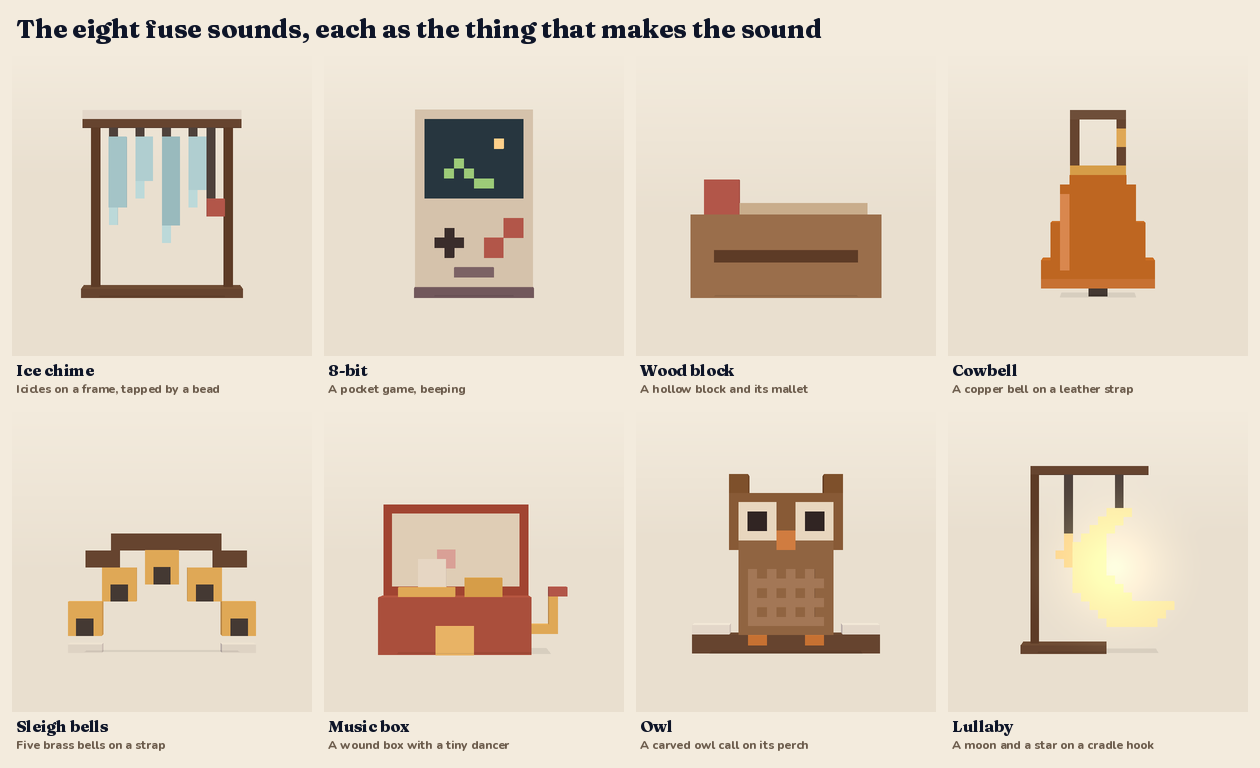 The eight fuse sounds, each as the thing that makes the sound
Ice chime
Icicles on a frame, tapped by a bead
8-bit
A pocket game, beeping
Wood block
A hollow block and its mallet
Cowbell
A copper bell on a leather strap
Sleigh bells
Five brass bells on a strap
Music box
A wound box with a tiny dancer
Owl
A carved owl call on its perch
Lullaby
A moon and a star on a cradle hook